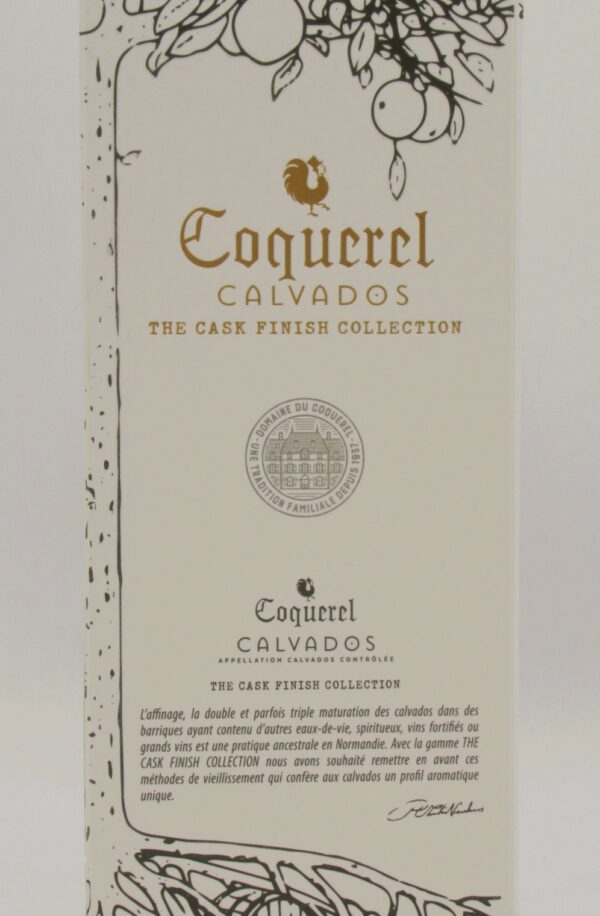 Coquerel
CALVADOS
THE CASK FINISH COLLECTION
DOMAINE DU COQUEREL
UNE TRADITION FAMILIALE DEPUIS 1937
Coquerel
CALVADOS
APPELLATION CALVADOS CONTRÔLÉE
THE CASK FINISH COLLECTION
L'affinage, la double et parfois triple maturation des calvados dans des
barriques ayant contenu d'autres eaux-de-vie, spiritueux, vins fortifiés ou
grands vins est une pratique ancestrale en Normandie. Avec la gamme THE
CASK FINISH COLLECTION nous avons souhaité remettre en avant ces
méthodes de vieillissement qui confère aux calvados un profil aromatique
unique.